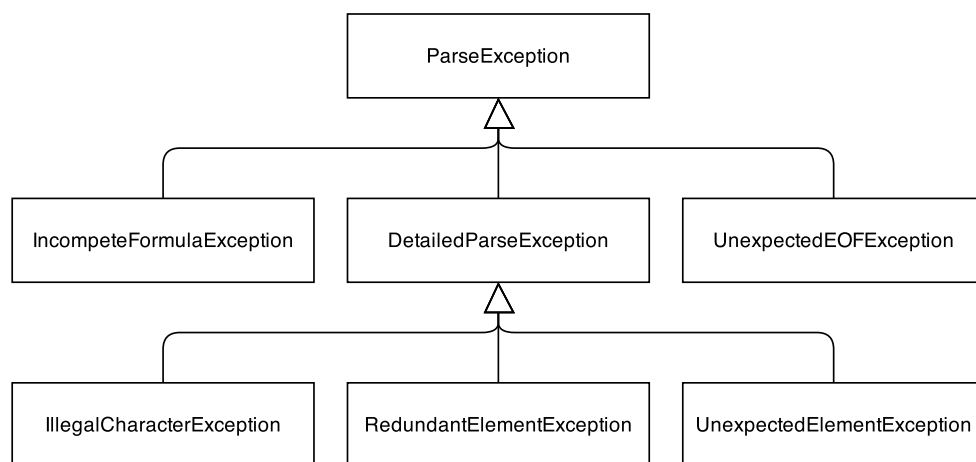 ParseException
IncompeteFormulaException
DetailedParseException
UnexpectedEOFException
IllegalCharacterException
RedundantElementException
UnexpectedElementException